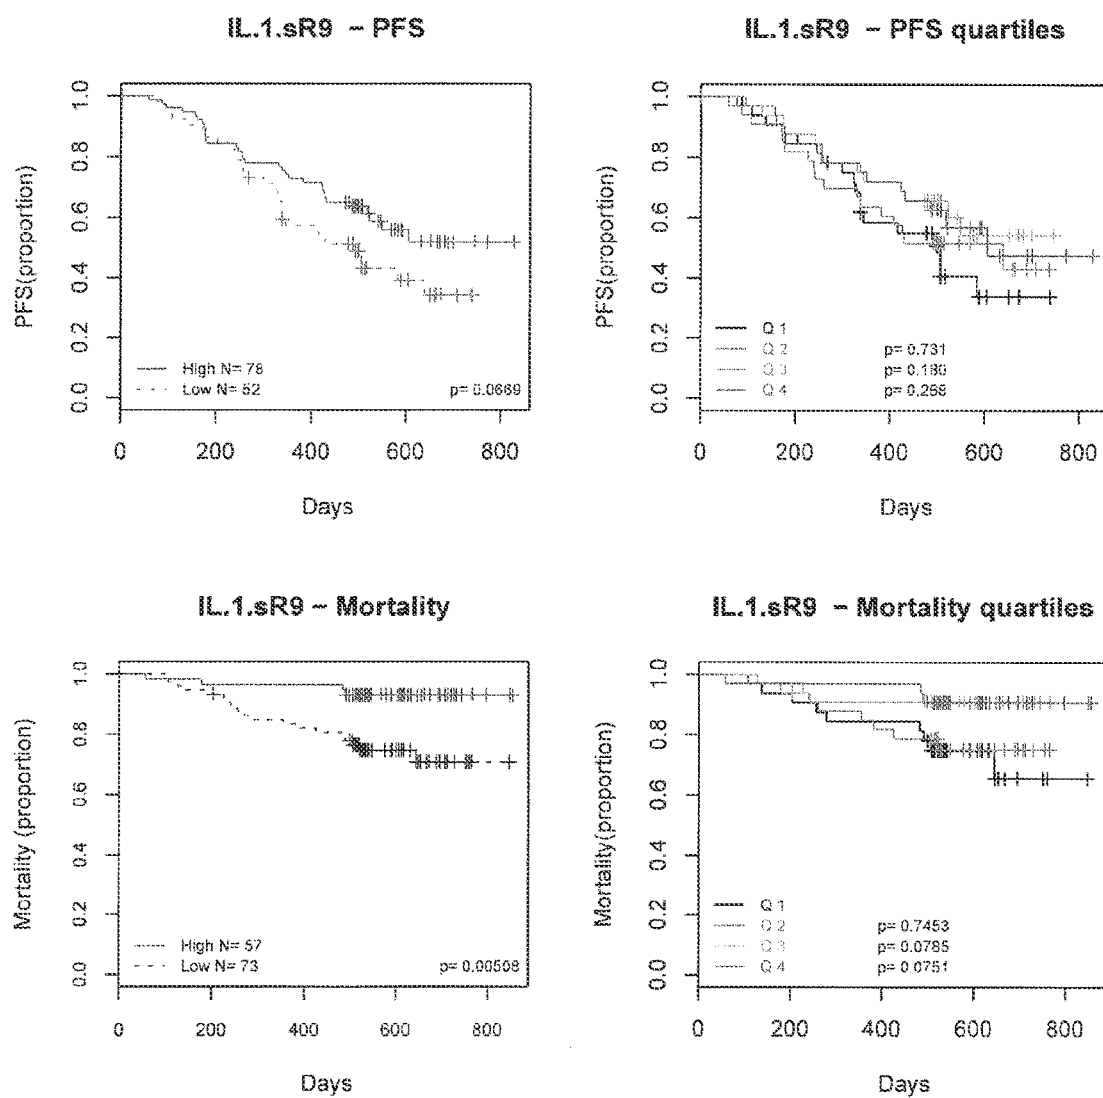 IL.1.sR9 – PFS
PFS(proportion)
1.0
0.8
0.6
0.4
0.2
0.0
High N= 78
Low N= 52
p= 0.0669
0 200 400 600 800
Days
IL.1.sR9 – PFS quartiles
PFS(proportion)
1.0
0.8
0.6
0.4
0.2
0.0
Q 1
Q 2 p= 0.731
Q 3 p= 0.180
Q 4 p= 0.268
0 200 400 600 800
Days
IL.1.sR9 – Mortality
Mortality (proportion)
1.0
0.8
0.6
0.4
0.2
0.0
High N= 57
Low N= 73
p= 0.00508
0 200 400 600 800
Days
IL.1.sR9 – Mortality quartiles
Mortality(proportion)
1.0
0.8
0.6
0.4
0.2
0.0
Q 1
Q 2 p= 0.7453
Q 3 p= 0.0785
Q 4 p= 0.0751
0 200 400 600 800
Days